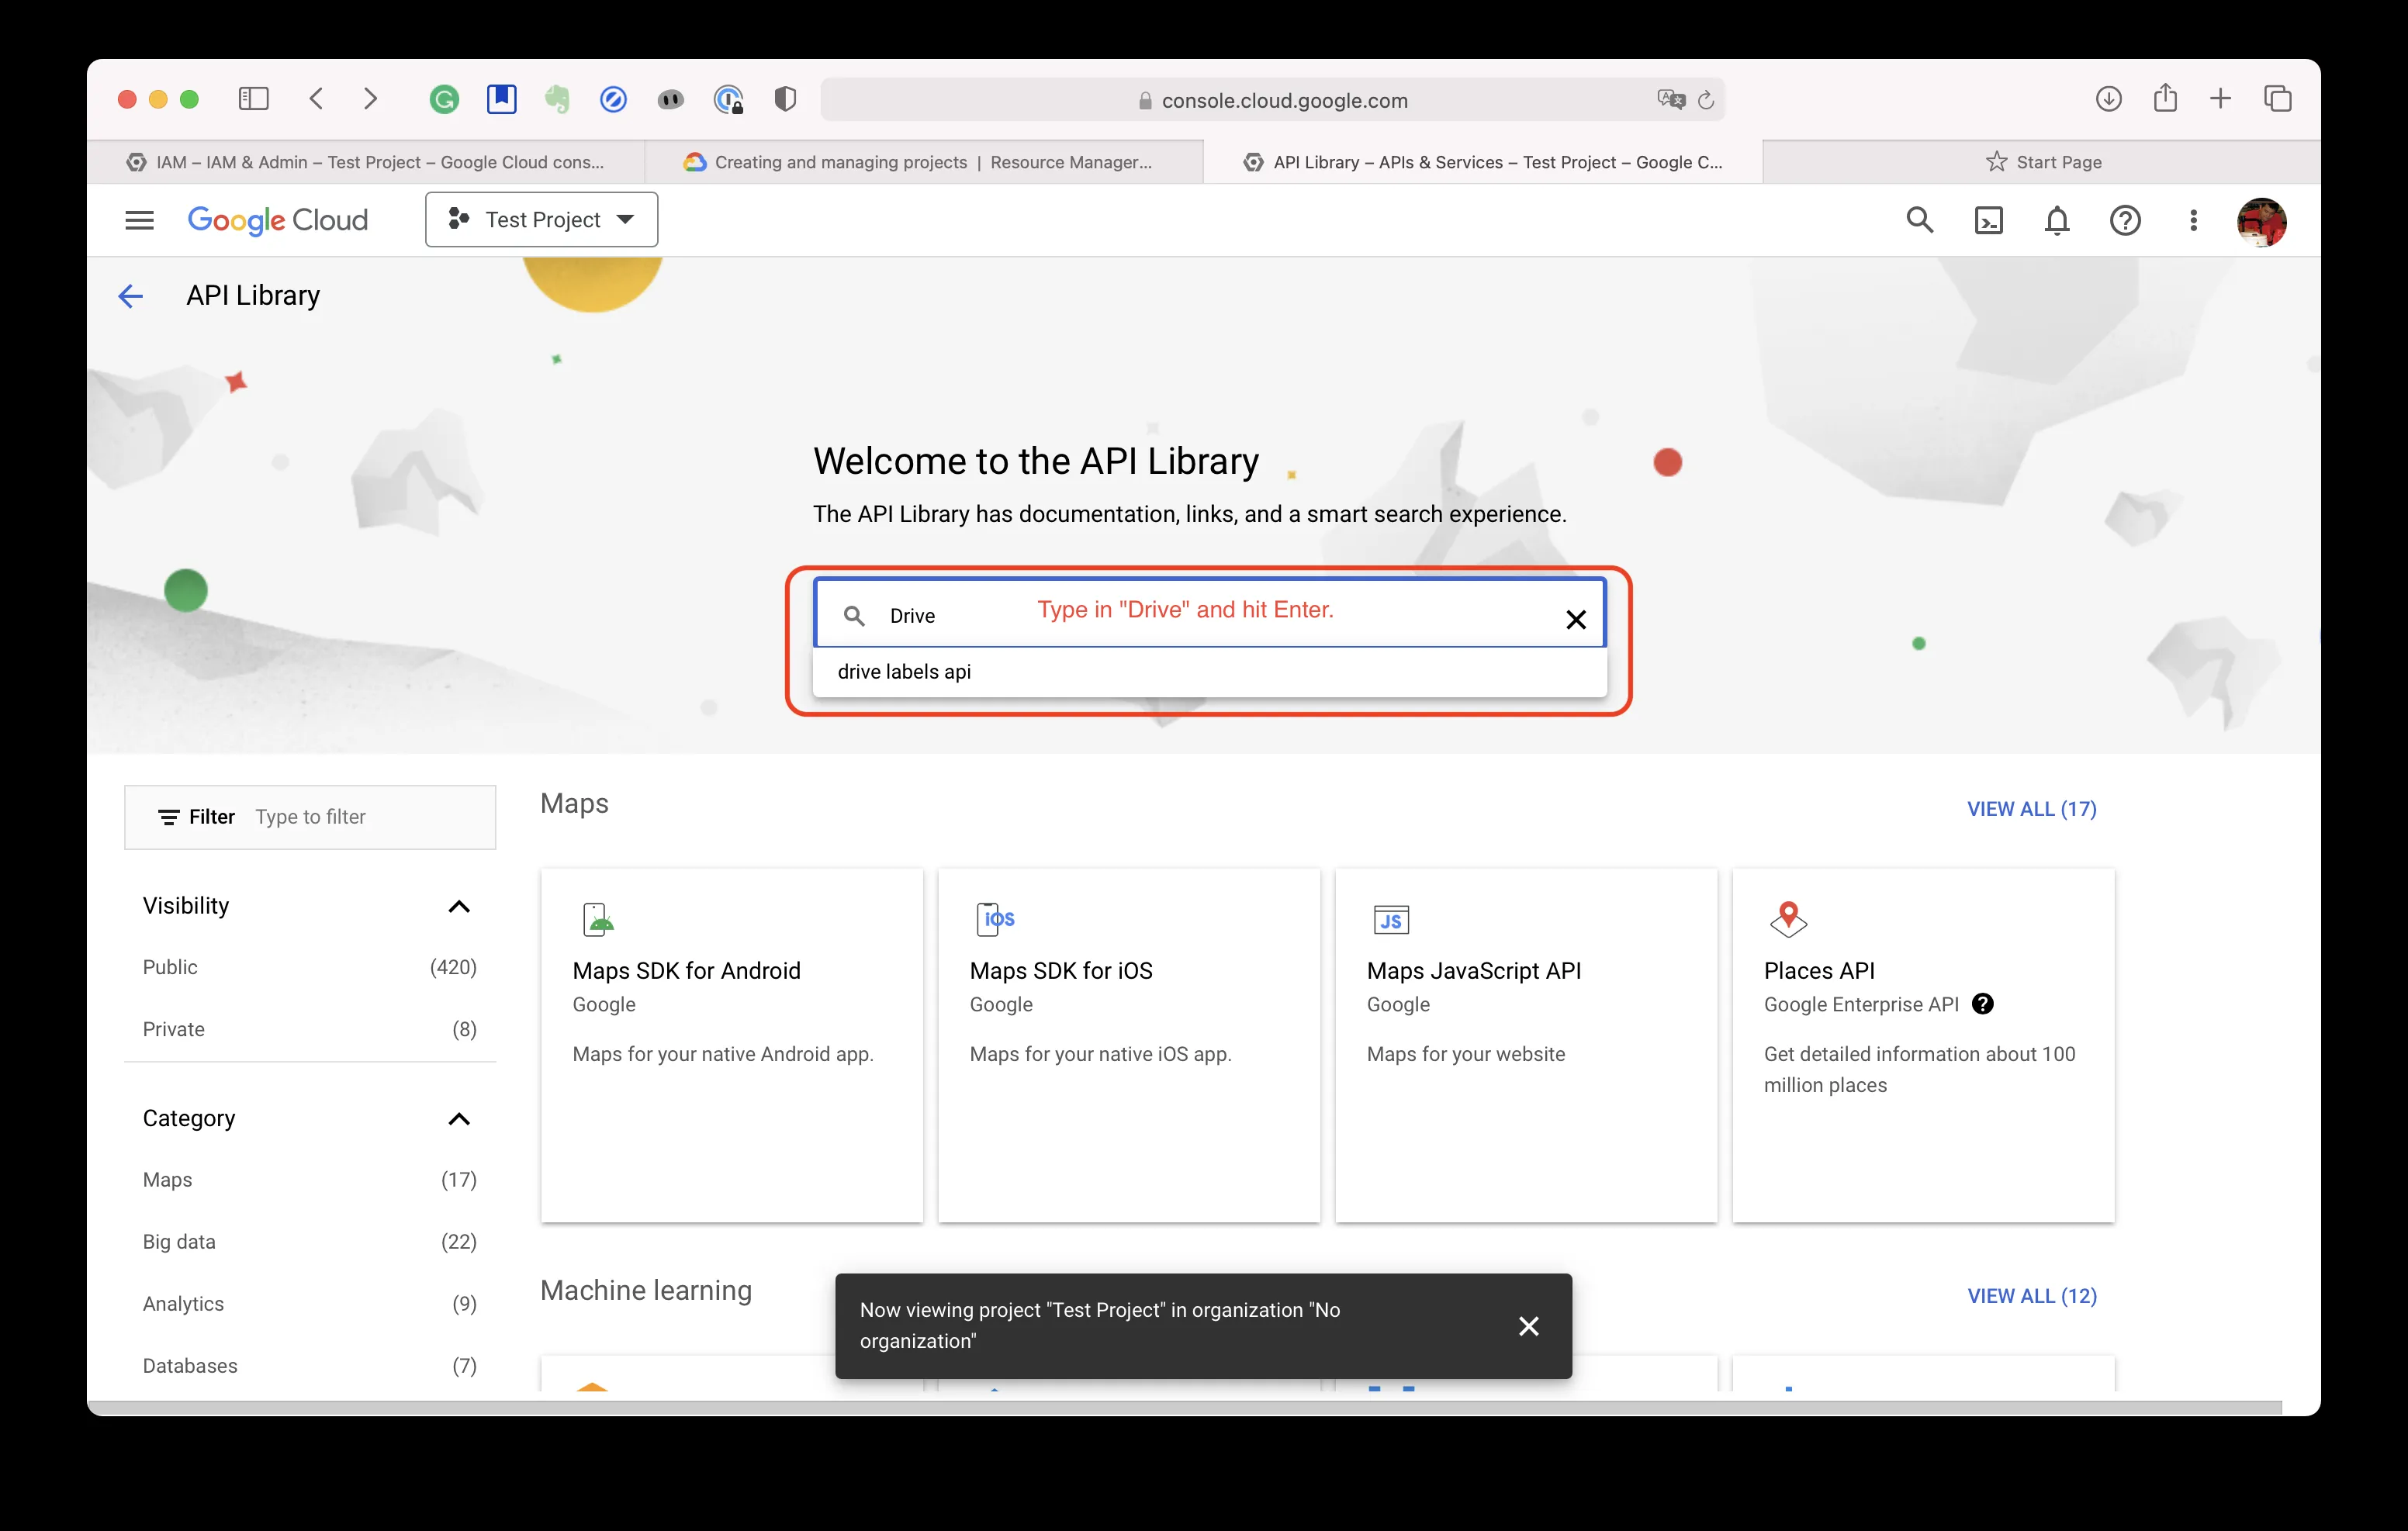 console.cloud.google.com
IAM – IAM & Admin – Test Project – Google Cloud cons...
Creating and managing projects | Resource Manager...
API Library – APIs & Services – Test Project – Google C...
Start Page
Google Cloud
Test Project
API Library
Welcome to the API Library
The API Library has documentation, links, and a smart search experience.
Drive
Type in "Drive" and hit Enter.
drive labels api
Filter Type to filter
Visibility
Public (420)
Private (8)
Category
Maps (17)
Big data (22)
Analytics (9)
Databases (7)
Maps
VIEW ALL (17)
iOS
JS
Maps SDK for Android
Google
Maps for your native Android app.
Maps SDK for iOS
Google
Maps for your native iOS app.
Maps JavaScript API
Google
Maps for your website
Places API
Google Enterprise API
Get detailed information about 100
million places
Machine learning
VIEW ALL (12)
Now viewing project "Test Project" in organization "No
organization"